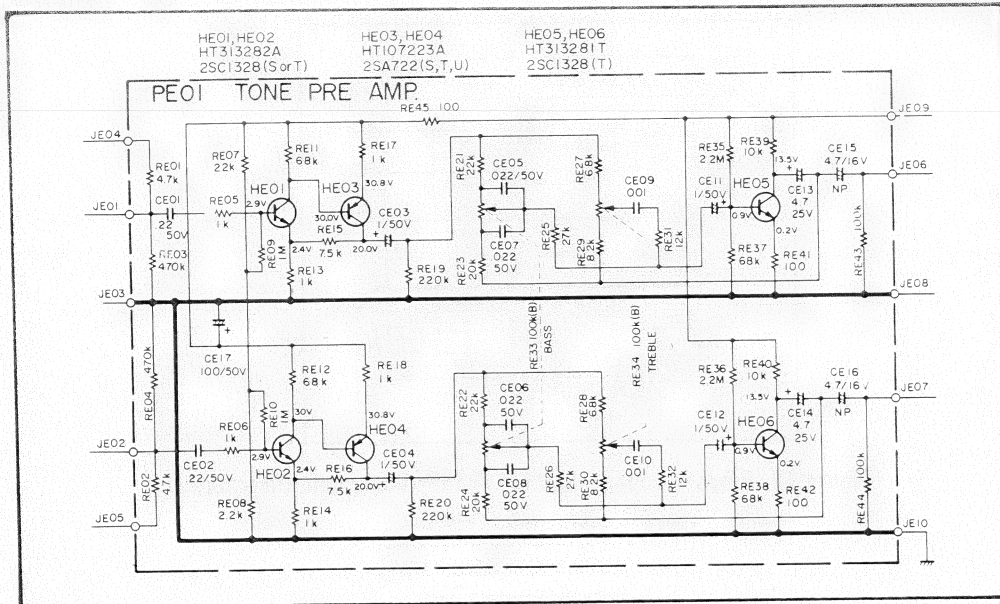 HE01,HE02
HT313282A
2SC1328(S or T)
HE03,HE04
HT107223A
2SA722(S,T,U)
HE05,HE06
HT313281T
2SC1328(T)
PE01 TONE PRE AMP.
RE45 100
JE09
JE04
RE01
4.7k
RE07
22k
RE11
68k
RE17
1k
RE21
22k
CE05
022/50V
RE27
6.8k
CE09
001
RE35
2.2M
RE39
10k
13.5V
CE15
4.7/16V
NP
JE06
JE01
CE01
.22
50V
RE05
1k
2.9V
HE01
HE03
30.8V
30.0V
CE03
1/50V
CE11
1/50V
HE05
CE13
4.7
25V
0.9V
0.2V
RE03
470k
RE09
1M
2.4V
RE15
7.5k
20.0V
RE13
1k
RE19
220k
RE23
20k
CE07
022
50V
RE25
27k
RE29
8.2k
RE31
12k
RE37
68k
RE41
100
RE43
100k
JE03
JE08
CE17
100/50V
RE33 100k(B)
BASS
RE34 100k(B)
TREBLE
RE04
470k
RE12
68k
RE18
1k
RE22
22k
CE06
022
50V
RE28
6.8k
RE36
2.2M
RE40
10k
13.5V
CE16
4.7/16V
NP
JE07
RE10
1M
30V
30.8V
HE04
CE12
1/50V
HE06
CE14
4.7
25V
JE02
RE06
1k
CE02
.22/50V
2.9V
HE02
2.4V
RE16
7.5k
20.0V
CE04
1/50V
CE10
001
0.9V
0.2V
RE02
47k
RE08
2.2k
RE14
1k
RE20
220k
RE24
20k
CE08
022
50V
RE26
27k
RE30
8.2k
RE32
12k
RE38
68k
RE42
100
RE44
100k
JE05
JE10